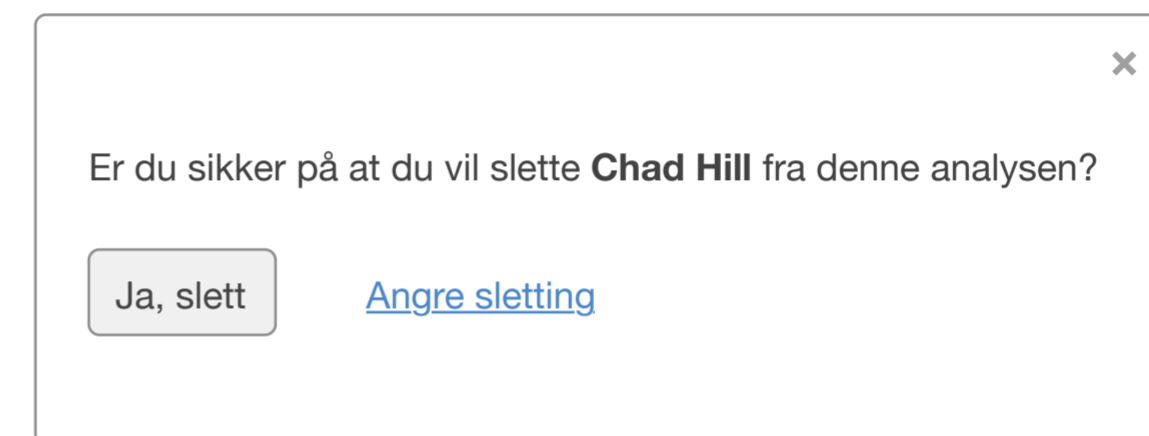 Er du sikker på at du vil slette Chad Hill fra denne analysen?
Ja, slett
Angre sletting